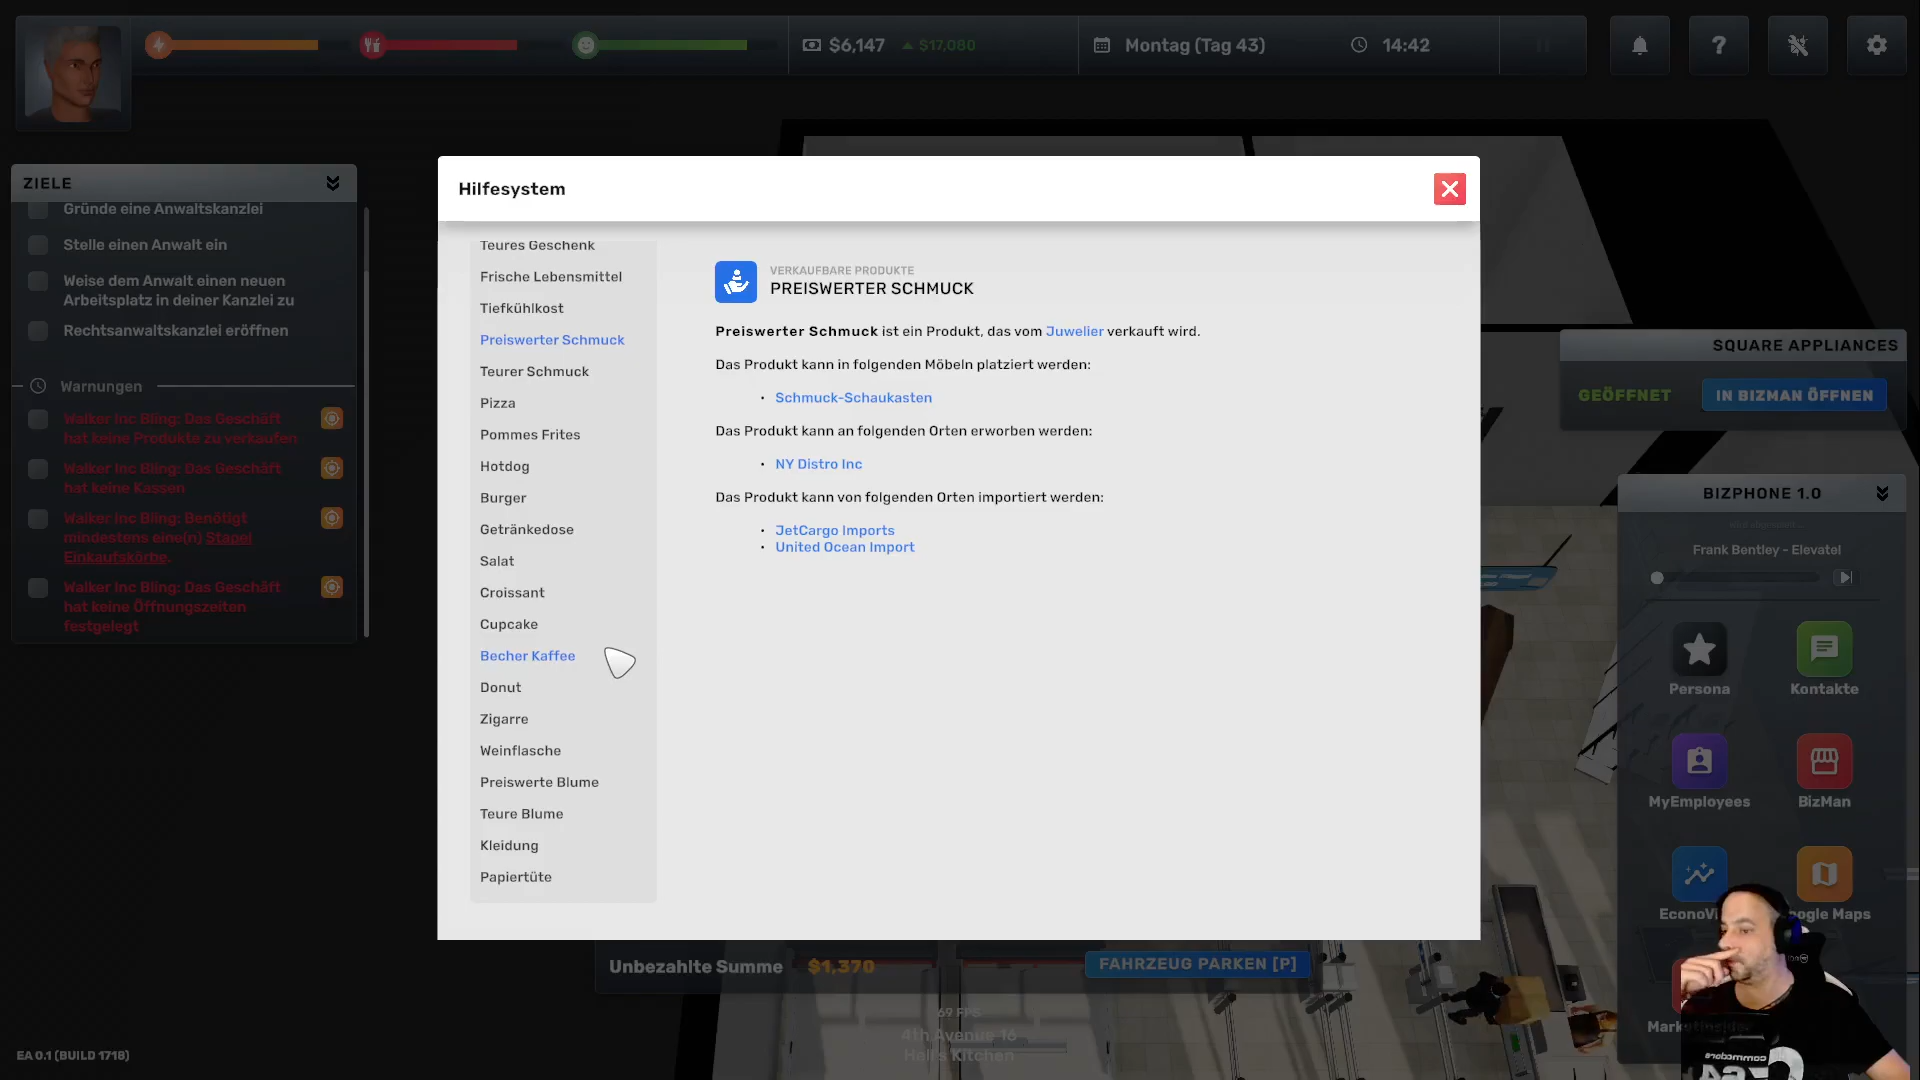 $6,147
$17,080
Montag (Tag 43)
14:42
?
ZIELE
Gründe eine Anwaltskanzlei
Stelle einen Anwalt ein
Weise dem Anwalt einen neuen
Arbeitsplatz in deiner Kanzlei zu
Rechtsanwaltskanzlei eröffnen
Warnungen
Walker Inc Bling: Das Geschäft
hat keine Produkte zu verkaufen
Walker Inc Bling: Das Geschäft
hat keine Kassen
Walker Inc Bling: Benötigt
mindestens eine(n) Stapel
Einkaufskörbe.
Walker Inc Bling: Das Geschäft
hat keine Öffnungszeiten
festgelegt
Hilfesystem
Teures Geschenk
Frische Lebensmittel
Tiefkühlkost
Preiswerter Schmuck
Teurer Schmuck
Pizza
Pommes Frites
Hotdog
Burger
Getränkedose
Salat
Croissant
Cupcake
Becher Kaffee
Donut
Zigarre
Weinflasche
Preiswerte Blume
Teure Blume
Kleidung
Papiertüte
VERKAUFBARE PRODUKTE
PREISWERTER SCHMUCK
Preiswerter Schmuck ist ein Produkt, das vom Juwelier verkauft wird.
Das Produkt kann in folgenden Möbeln platziert werden:
• Schmuck-Schaukasten
Das Produkt kann an folgenden Orten erworben werden:
• NY Distro Inc
Das Produkt kann von folgenden Orten importiert werden:
• JetCargo Imports
• United Ocean Import
SQUARE APPLIANCES
GEÖFFNET
IN BIZMAN ÖFFNEN
BIZPHONE 1.0
Frank Bentley - Elevatel
Persona
Kontakte
MyEmployees
BizMan
Unbezahlte Summe
$1,370
FAHRZEUG PARKEN [P]
69 FPS
4th Avenue 16
Hell's Kitchen
EA 0.1 (BUILD 1718)